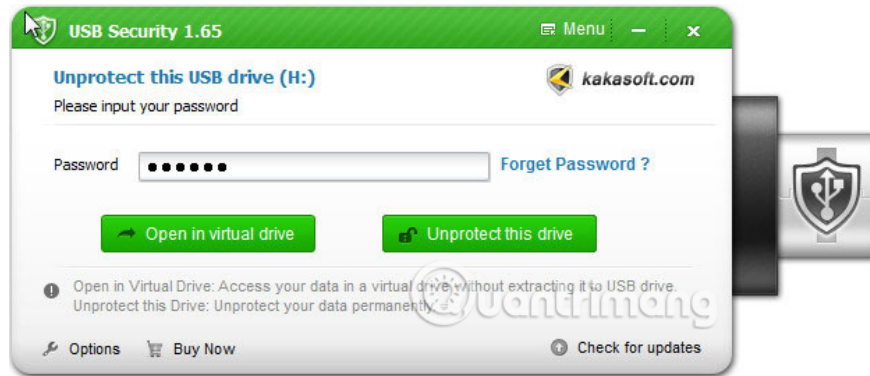 USB Security 1.65
Menu
Unprotect this USB drive (H:)
kakasoft.com
Please input your password
Password
Forget Password ?
Open in virtual drive
Unprotect this drive
Open in Virtual Drive: Access your data in a virtual drive without extracting it to USB drive.
Unprotect this Drive: Unprotect your data permanently.
Quantrimang
Options
Buy Now
Check for updates